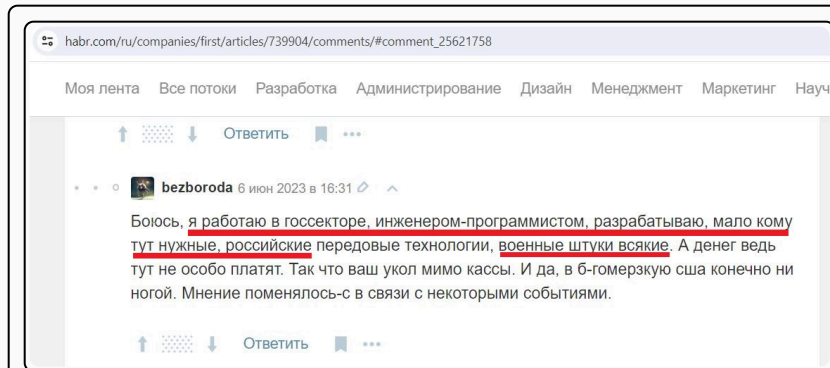 habr.com/ru/companies/first/articles/739904/comments/#comment_25621758
Моя лента Все потоки Разработка Администрирование Дизайн Менеджмент Маркетинг Науч
Ответить
bezboroda 6 июн 2023 в 16:31
Боюсь, я работаю в госсекторе, инженером-программистом, разрабатываю, мало кому
тут нужные, российские передовые технологии, военные штуки всякие. А денег ведь
тут не особо платят. Так что ваш укол мимо кассы. И да, в б-гомерзкую сша конечно ни
ногой. Мнение поменялось-с в связи с некоторыми событиями.
Ответить